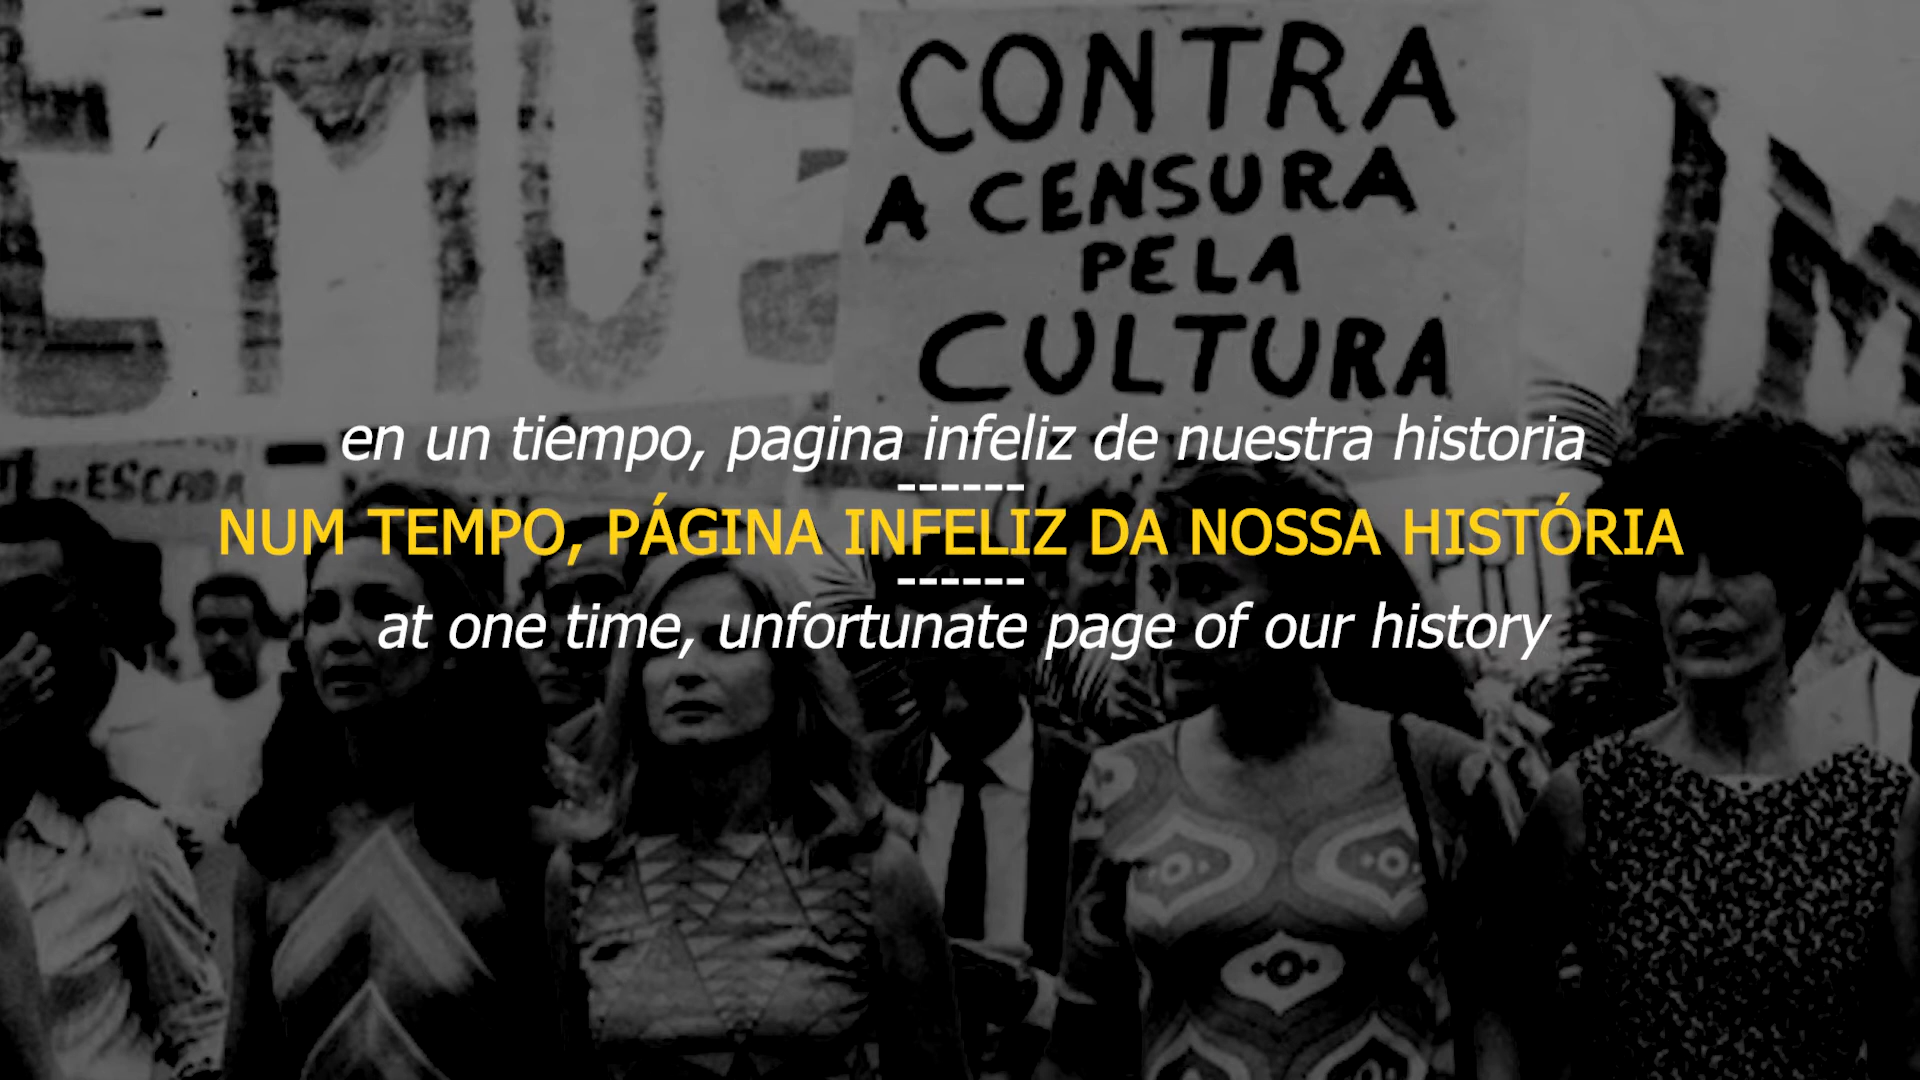 EMOS
CONTRA
A CENSURA
PELA
CULTURA
en un tiempo, pagina infeliz de nuestra historia
------
NUM TEMPO, PÁGINA INFELIZ DA NOSSA HISTÓRIA
------
at one time, unfortunate page of our history